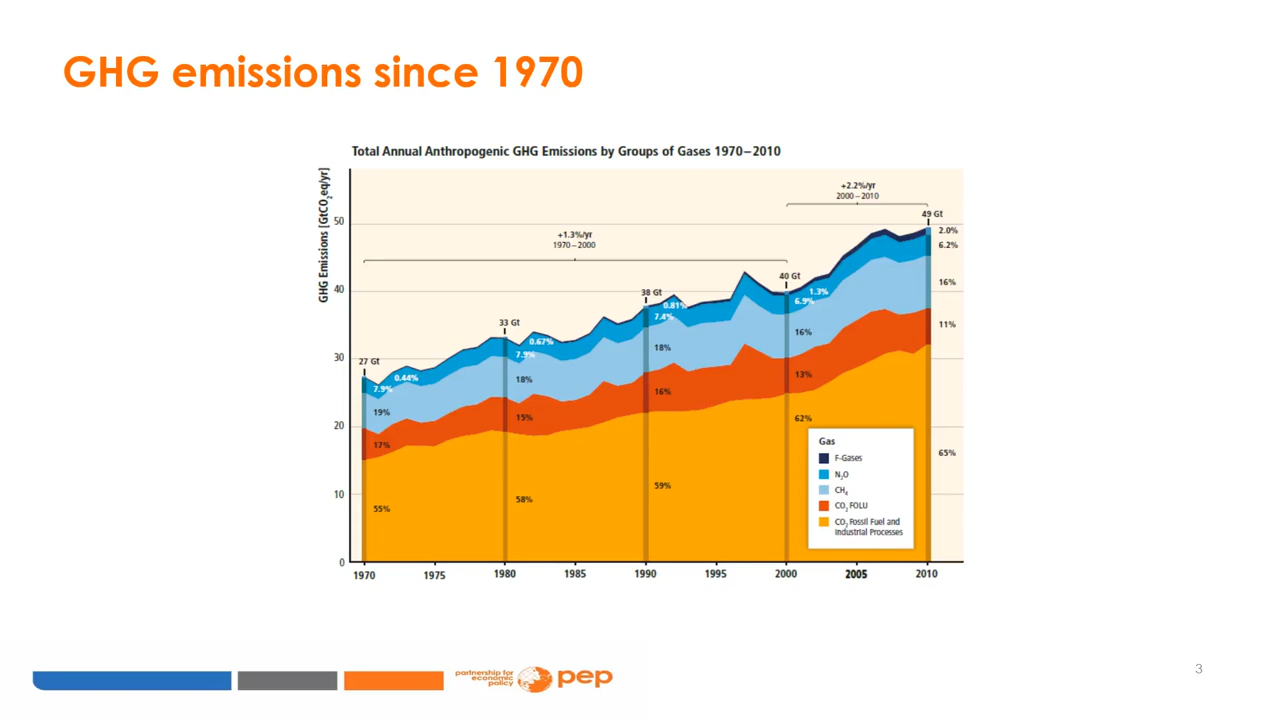 GHG emissions since 1970
Total Annual Anthropogenic GHG Emissions by Groups of Gases 1970–2010
GHG Emissions [GtCO₂eq/yr]
50
40
30
20
10
0
+1.3%/yr
1970–2000
+2.2%/yr
2000–2010
27 Gt
33 Gt
38 Gt
40 Gt
49 Gt
0.44%
7.9%
19%
17%
55%
0.67%
7.9%
18%
15%
58%
0.81%
7.4%
18%
16%
59%
1.3%
6.9%
16%
13%
62%
2.0%
6.2%
16%
11%
65%
Gas
F-Gases
N₂O
CH₄
CO₂ FOLU
CO₂ Fossil Fuel and
Industrial Processes
1970
1975
1980
1985
1990
1995
2000
2005
2010
partnership for
economic
policy
pep
3